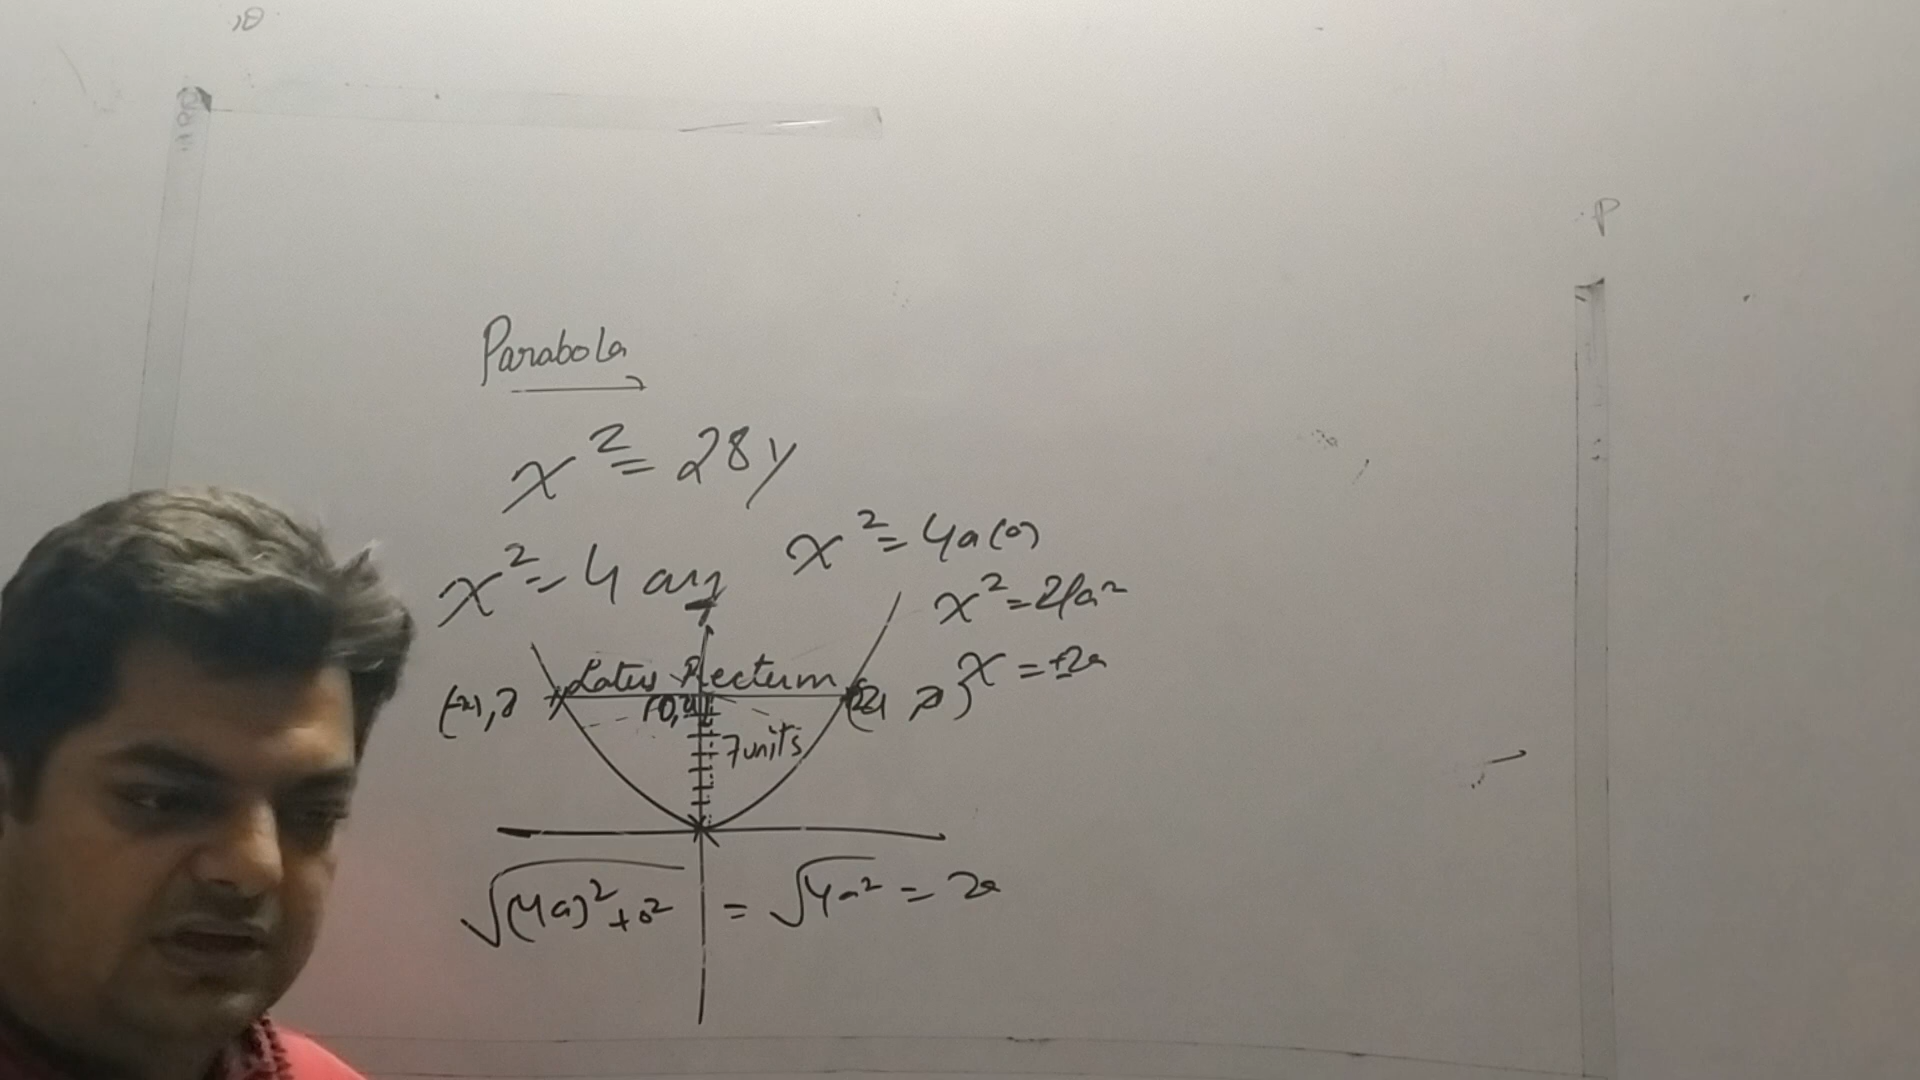 Parabola
x² = 28y
x² = 4ay
x² = 4a(a)
x² = 4a²
x = ±2a
Latus Rectum
7units
√(4a)² + 0² = √4a² = 2a
P